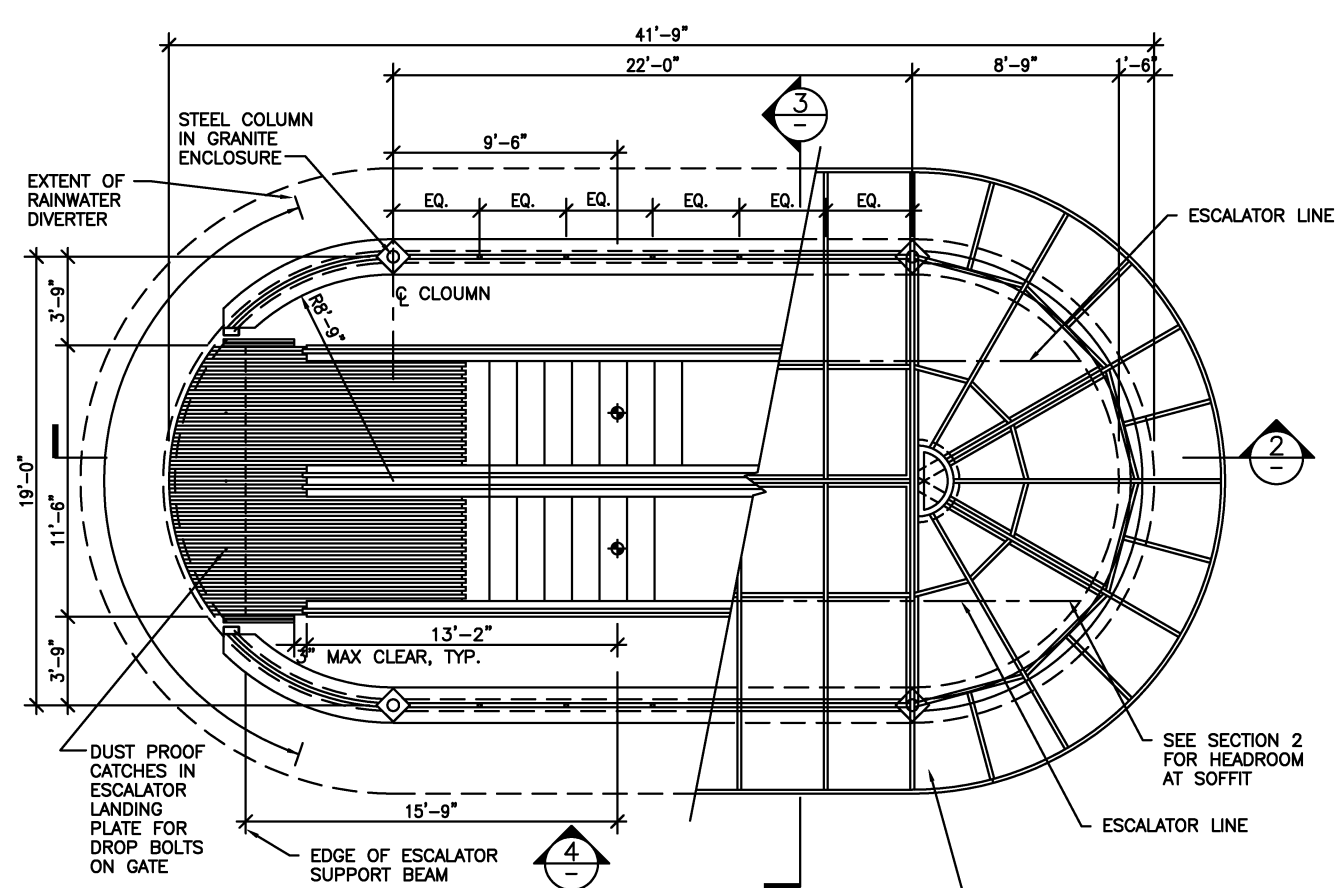 41'-9"
22'-0"
8'-9"
1'-6"
STEEL COLUMN
IN GRANITE
ENCLOSURE
3
-
9'-6"
EXTENT OF
RAINWATER
DIVERTER
EQ.
EQ.
EQ.
EQ.
EQ.
EQ.
ESCALATOR LINE
3'-9"
℄ CLOUMN
R8'-9"
19'-0"
11'-6"
2
-
13'-2"
3" MAX CLEAR, TYP.
3'-9"
DUST PROOF
CATCHES IN
ESCALATOR
LANDING
PLATE FOR
DROP BOLTS
ON GATE
SEE SECTION 2
FOR HEADROOM
AT SOFFIT
15'-9"
ESCALATOR LINE
EDGE OF ESCALATOR
SUPPORT BEAM
4
-